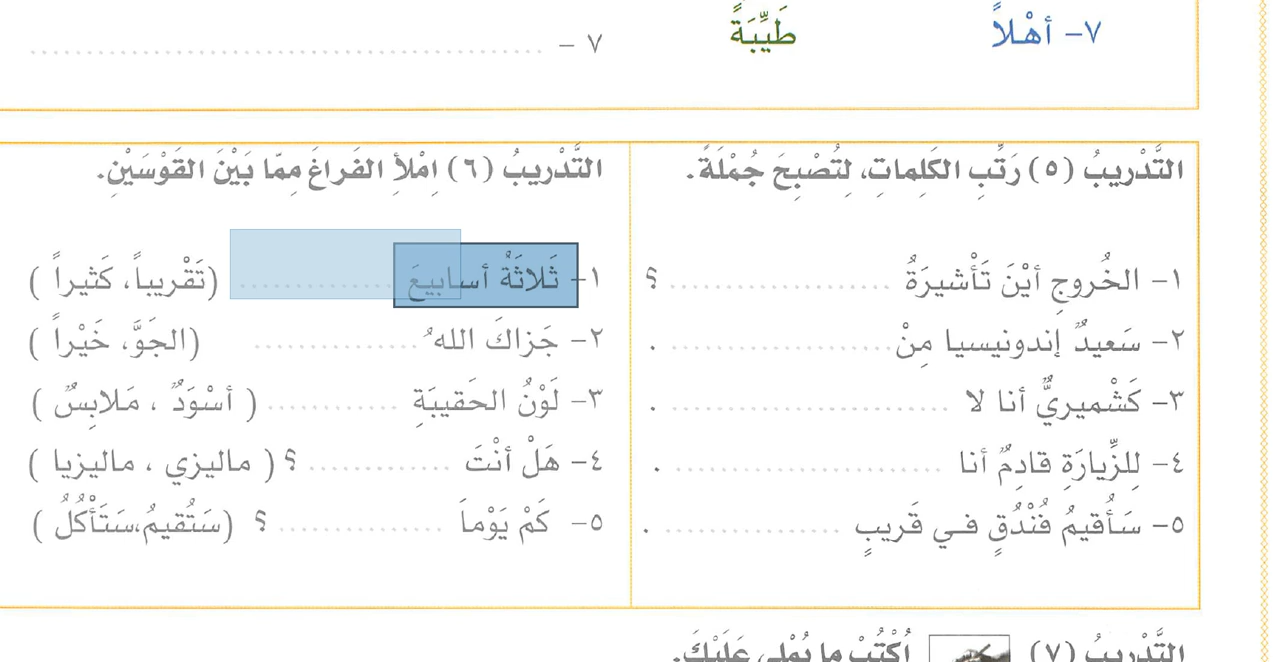 ٧- أهْلاً طَيِّبَةً ٧ - ......................................................
التَّدْريبُ (٥) رَتِّبِ الكَلِماتِ، لِتُصْبِحَ جُمْلَةً.
١- الخُروجِ أيْنَ تَأْشيرَةُ ........................ ؟
٢- سَعيدٌ إندونيسيا مِنْ ........................ .
٣- كَشْميريٌّ أنا لا ............................. .
٤- لِلزِّيارَةِ قادِمٌ أنا ............................. .
٥- سَأُقيمُ فُنْدُقٍ في قَريبٍ .................... .
التَّدْريبُ (٦) اِمْلأِ الفَراغَ مِمّا بَيْنَ القَوْسَيْنِ.
١- ثَلاثَةُ أسابيعَ ................ (تَقْريباً، كَثيراً )
٢- جَزاكَ اللهُ ................. (الجَوَّ، خَيْراً )
٣- لَوْنُ الحَقيبَةِ .............. ( أسْوَدٌ ، مَلابِسٌ )
٤- هَلْ أنْتَ ............... ؟ ( ماليزي ، ماليزيا )
٥- كَمْ يَوْماً ................. ؟ (سَتُقيمُ،سَتَأْكُلُ )
التَّدْريبُ (٧) اُكْتُبْ ما يُمْلى عَلَيْكَ.